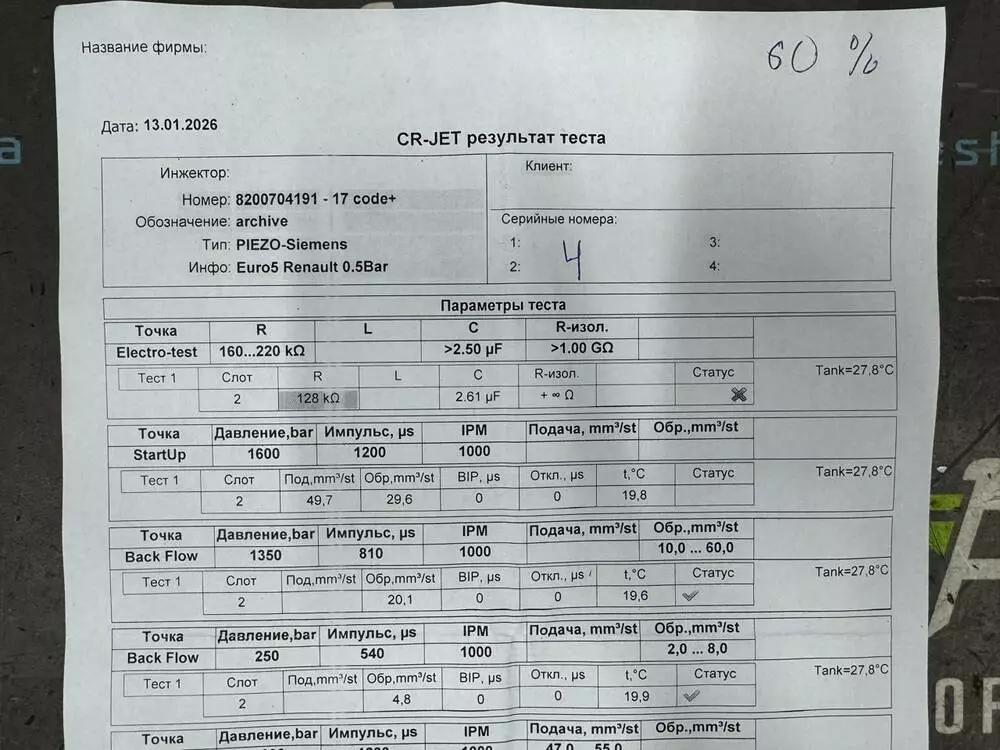 Название фирмы:
60 %
Дата: 13.01.2026
CR-JET результат теста
Инжектор:
Номер: 8200704191 - 17 code+
Обозначение: archive
Тип: PIEZO-Siemens
Инфо: Euro5 Renault 0.5Bar
Клиент:
Серийные номера:
1: 3:
4
2: 4:
Параметры теста
Точка R L C R-изол.
Electro-test 160...220 kΩ >2.50 µF >1.00 GΩ
Тест 1 Слот R L C R-изол. Статус Tank=27,8°C
2 128 kΩ 2.61 µF + ∞ Ω
Точка Давление,bar Импульс, µs IPM Подача, mm³/st Обр.,mm³/st
StartUp 1600 1200 1000
Тест 1 Слот Под,mm³/st Обр,mm³/st BIP, µs Откл., µs t,°C Статус Tank=27,8°C
2 49,7 29,6 0 0 19,8
Точка Давление,bar Импульс, µs IPM Подача, mm³/st Обр.,mm³/st
Back Flow 1350 810 1000 10,0 ... 60,0
Тест 1 Слот Под,mm³/st Обр,mm³/st BIP, µs Откл., µs t,°C Статус Tank=27,8°C
2 20,1 0 0 19,6
Точка Давление,bar Импульс, µs IPM Подача, mm³/st Обр.,mm³/st
Back Flow 250 540 1000 2,0 ... 8,0
Тест 1 Слот Под,mm³/st Обр,mm³/st BIP, µs Откл., µs t,°C Статус Tank=27,8°C
2 4,8 0 0 19,9
Точка Давление,bar Импульс, µs IPM Подача, mm³/st Обр.,mm³/st